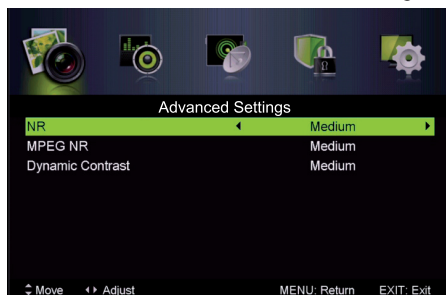 Advanced Settings
NR Medium
MPEG NR Medium
Dynamic Contrast Medium
Move Adjust MENU: Return EXIT: Exit